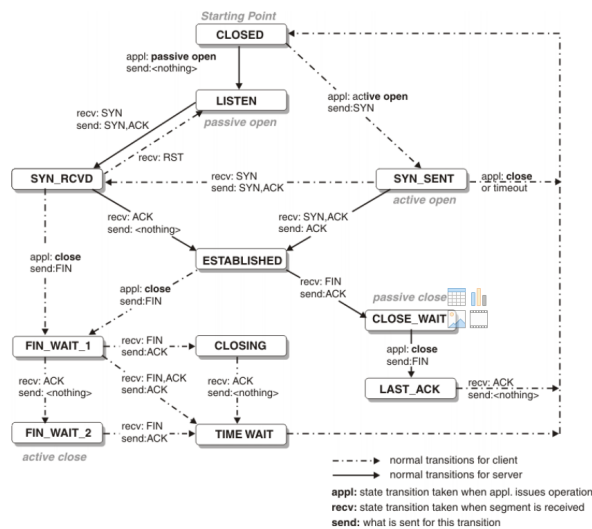 Starting Point
CLOSED
appl: passive open
send:<nothing>
appl: active open
send:SYN
LISTEN
passive open
recv: SYN
send: SYN,ACK
recv: RST
SYN_RCVD
recv: SYN
send: SYN,ACK
SYN_SENT
active open
appl: close
or timeout
recv: ACK
send: <nothing>
recv: SYN,ACK
send: ACK
appl: close
send:FIN
ESTABLISHED
appl: close
send:FIN
recv: FIN
send:ACK
passive close
CLOSE_WAIT
FIN_WAIT_1
recv: FIN
send:ACK
CLOSING
appl: close
send:FIN
recv: ACK
send:<nothing>
recv: FIN,ACK
send:ACK
recv: ACK
send: <nothing>
LAST_ACK
recv: ACK
send:<nothing>
FIN_WAIT_2
active close
recv: FIN
send:ACK
TIME WAIT
normal transitions for client
normal transitions for server
appl: state transition taken when appl. issues operation
recv: state transition taken when segment is received
send: what is sent for this transition